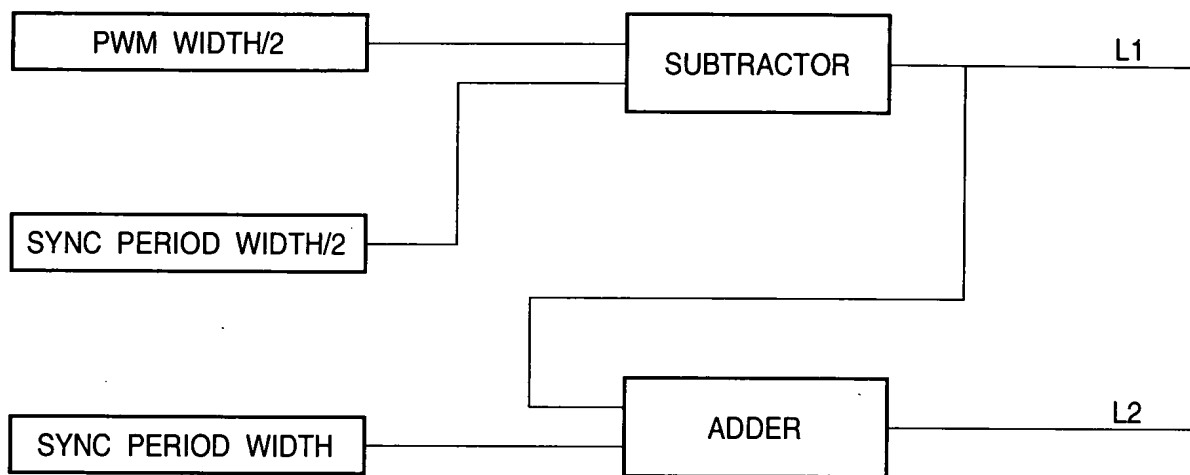 PWM WIDTH/2
SUBTRACTOR
L1
SYNC PERIOD WIDTH/2
SYNC PERIOD WIDTH
ADDER
L2